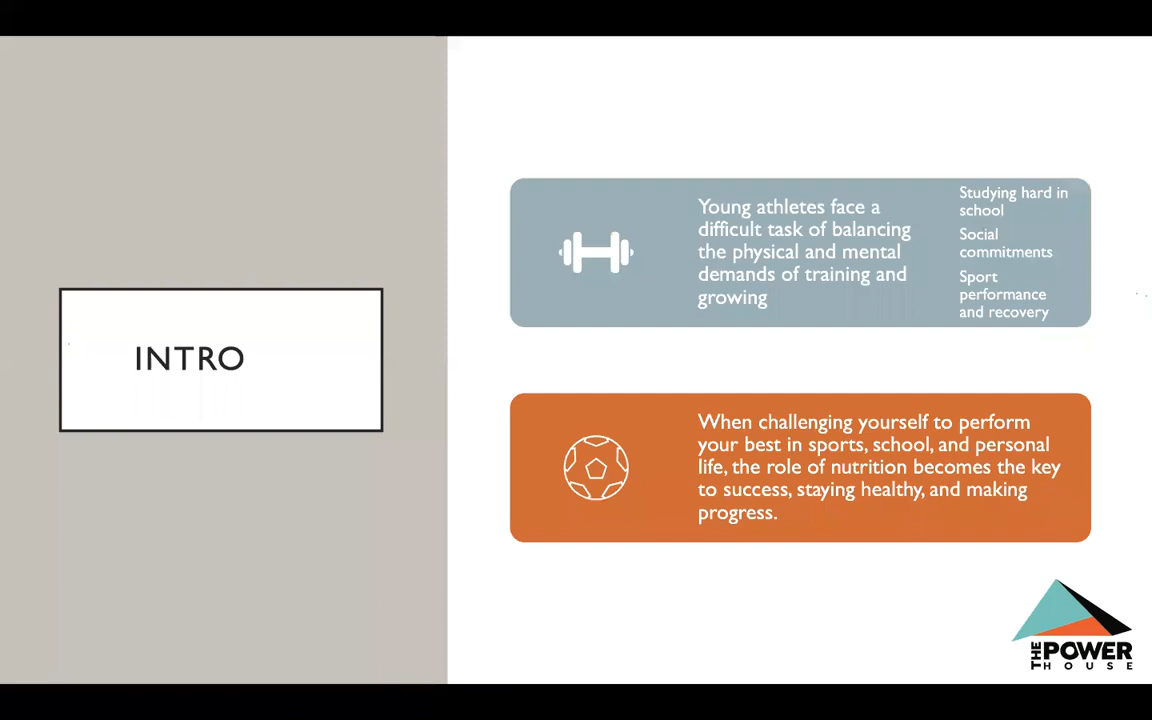 INTRO
Young athletes face a
difficult task of balancing
the physical and mental
demands of training and
growing
Studying hard in
school
Social
commitments
Sport
performance
and recovery
When challenging yourself to perform
your best in sports, school, and personal
life, the role of nutrition becomes the key
to success, staying healthy, and making
progress.
THE POWER
HOUSE